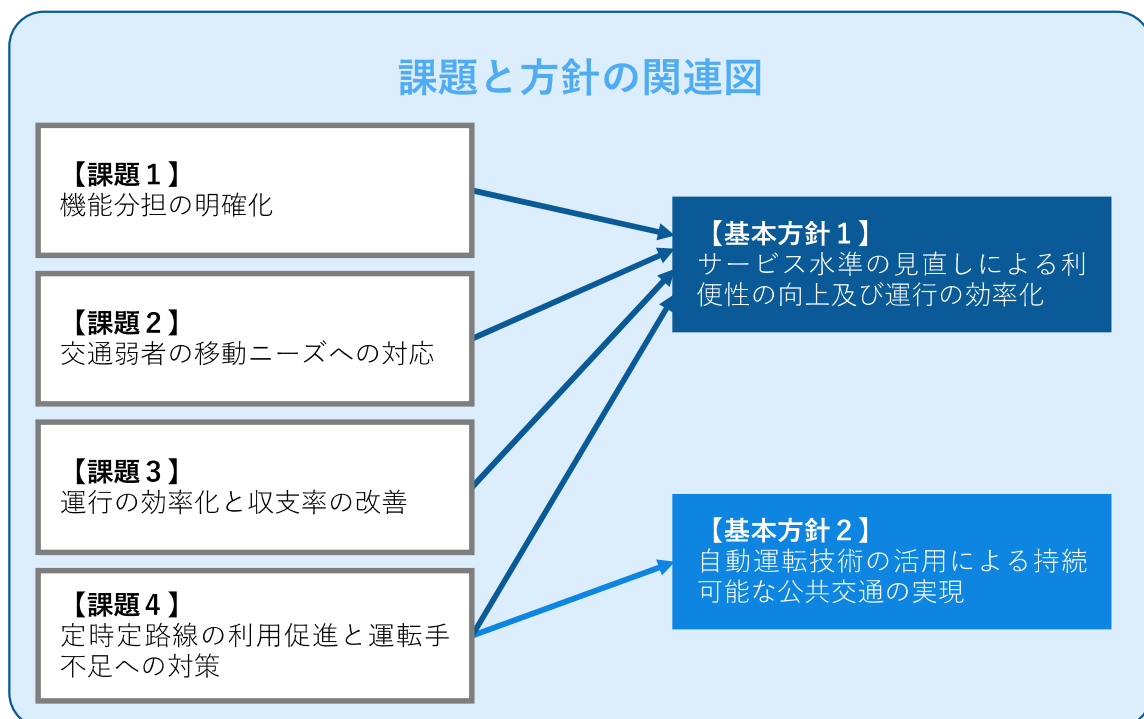 課題と方針の関連図
【課題１】
機能分担の明確化
【課題２】
交通弱者の移動ニーズへの対応
【課題３】
運行の効率化と収支率の改善
【課題４】
定時定路線の利用促進と運転手
不足への対策
【基本方針１】
サービス水準の見直しによる利
便性の向上及び運行の効率化
【基本方針２】
自動運転技術の活用による持続
可能な公共交通の実現